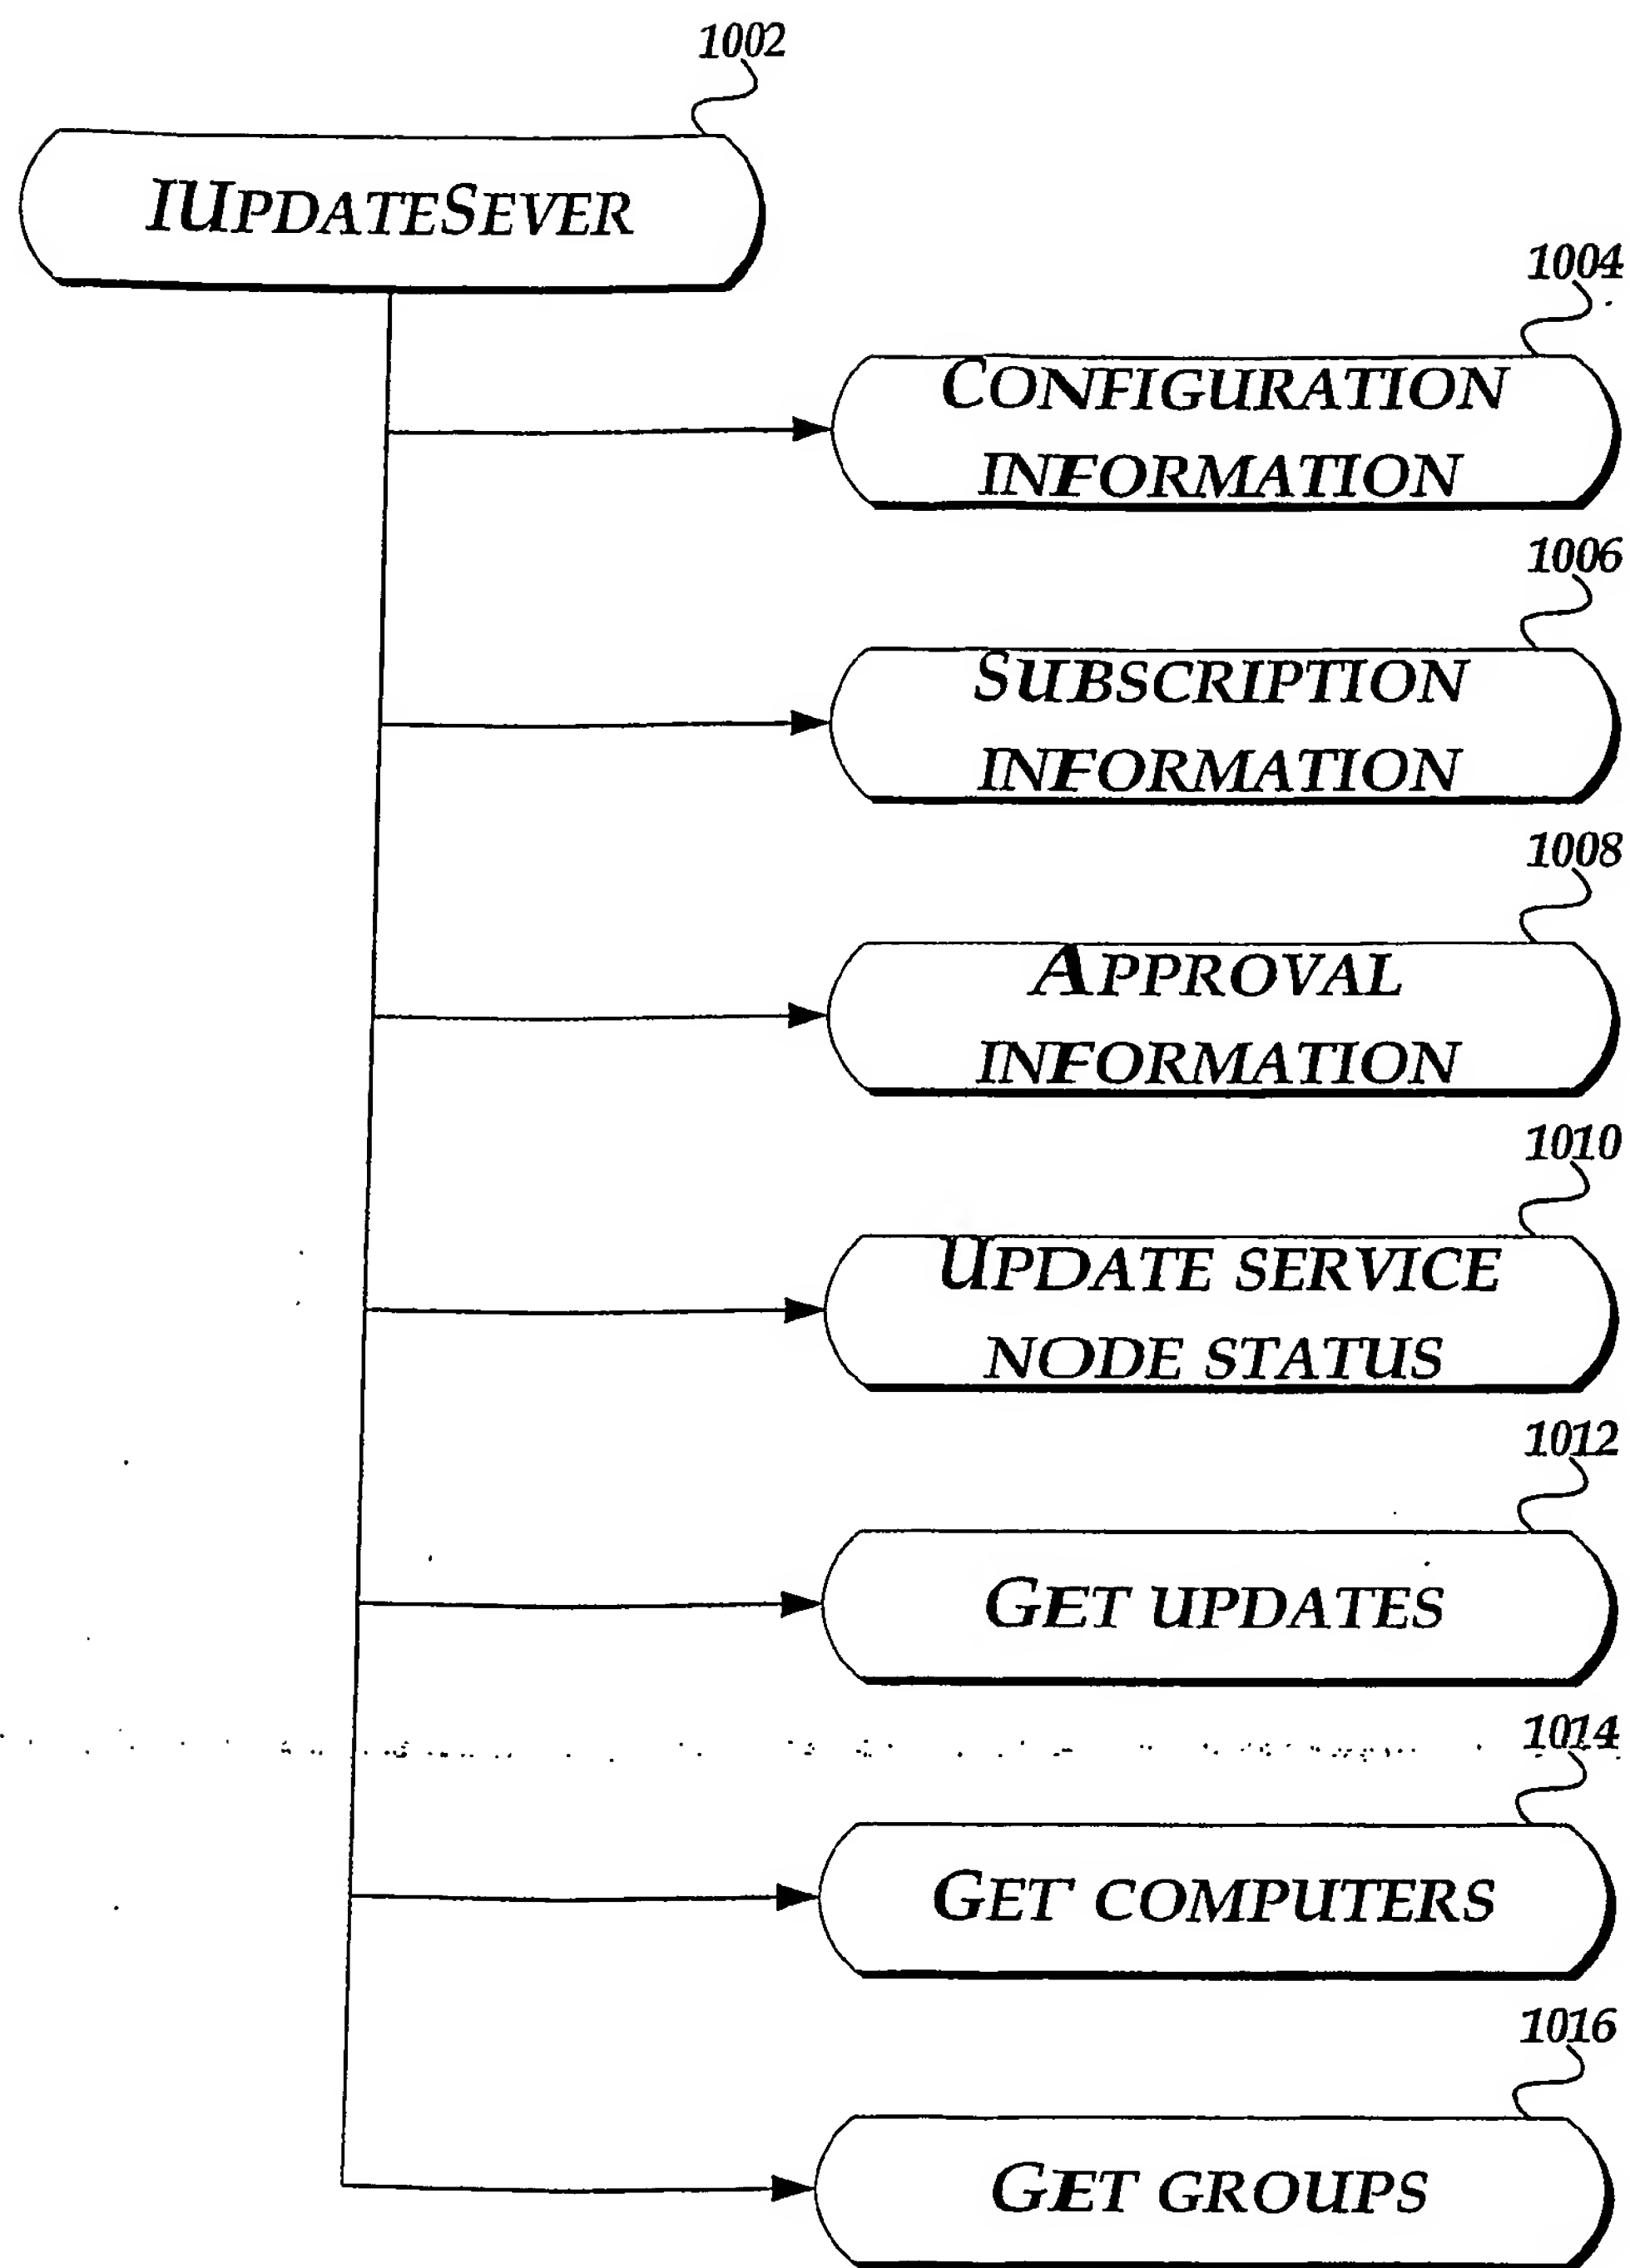 1002
IUPDATESEVER
1004
CONFIGURATION
INFORMATION
1006
SUBSCRIPTION
INFORMATION
1008
APPROVAL
INFORMATION
1010
UPDATE SERVICE
NODE STATUS
1012
GET UPDATES
1014
GET COMPUTERS
1016
GET GROUPS